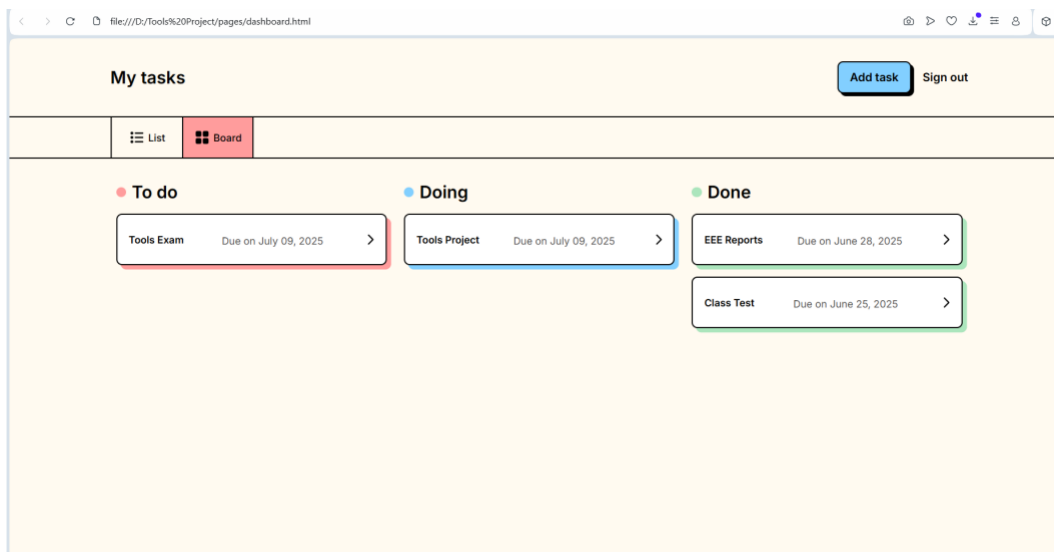 file:///D:/Tools%20Project/pages/dashboard.html
My tasks
Add task
Sign out
List
Board
To do
Tools Exam
Due on July 09, 2025
Doing
Tools Project
Due on July 09, 2025
Done
EEE Reports
Due on June 28, 2025
Class Test
Due on June 25, 2025